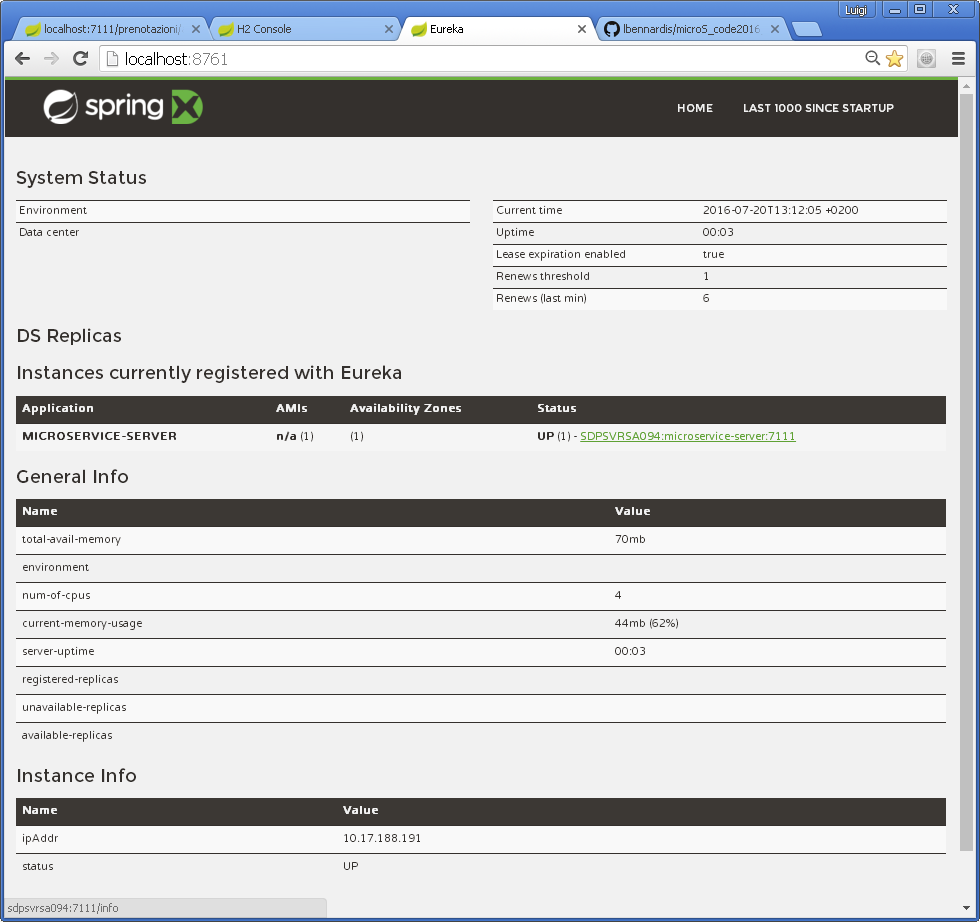 Luigi
localhost:7111/prenotazioni/
H2 Console
Eureka
lbennardis/microS_code2016
localhost:8761
spring
HOME
LAST 1000 SINCE STARTUP
System Status
Environment
Data center
Current time 2016-07-20T13:12:05 +0200
Uptime 00:03
Lease expiration enabled true
Renews threshold 1
Renews (last min) 6
DS Replicas
Instances currently registered with Eureka
Application AMIs Availability Zones Status
MICROSERVICE-SERVER n/a (1) (1) UP (1) - SDPSVRSA094:microservice-server:7111
General Info
Name Value
total-avail-memory 70mb
environment
num-of-cpus 4
current-memory-usage 44mb (62%)
server-uptime 00:03
registered-replicas
unavailable-replicas
available-replicas
Instance Info
Name Value
ipAddr 10.17.188.191
status UP
sdpsvrsa094:7111/info